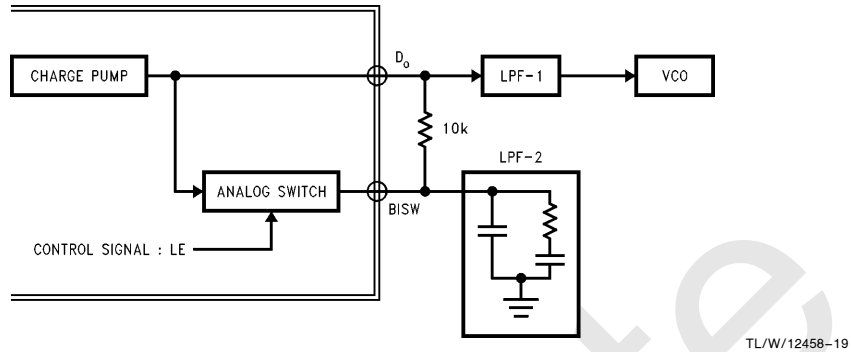 Do
CHARGE PUMP
LPF-1
VCO
10k
LPF-2
ANALOG SWITCH
BISW
CONTROL SIGNAL : LE
TL/W/12458-19